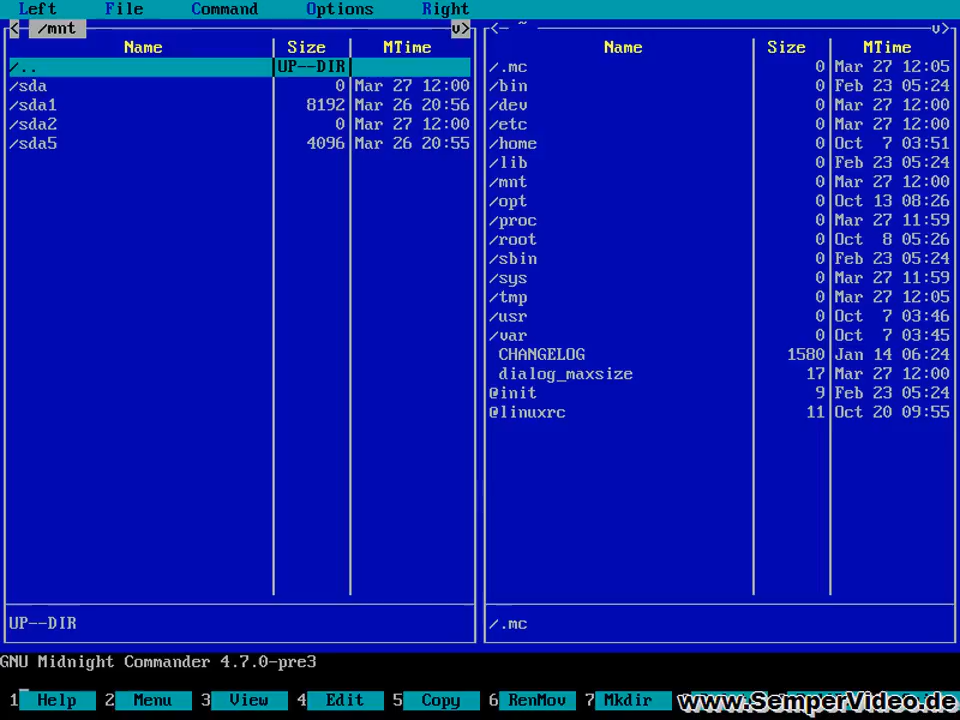 Left File Command Options Right
<- /mnt v>
Name Size MTime
/.. UP--DIR
/sda 0 Mar 27 12:00
/sda1 8192 Mar 26 20:56
/sda2 0 Mar 27 12:00
/sda5 4096 Mar 26 20:55
UP--DIR
<- ~ v>
Name Size MTime
/.mc 0 Mar 27 12:05
/bin 0 Feb 23 05:24
/dev 0 Mar 27 12:00
/etc 0 Mar 27 12:00
/home 0 Oct 7 03:51
/lib 0 Feb 23 05:24
/mnt 0 Mar 27 12:00
/opt 0 Oct 13 08:26
/proc 0 Mar 27 11:59
/root 0 Oct 8 05:26
/sbin 0 Feb 23 05:24
/sys 0 Mar 27 11:59
/tmp 0 Mar 27 12:05
/usr 0 Oct 7 03:46
/var 0 Oct 7 03:45
CHANGELOG 1580 Jan 14 06:24
dialog_maxsize 17 Mar 27 12:00
@init 9 Feb 23 05:24
@linuxrc 11 Oct 20 09:55
/.mc
GNU Midnight Commander 4.7.0-pre3
1 Help 2 Menu 3 View 4 Edit 5 Copy 6 RenMov 7 Mkdir
www.SemperVideo.de